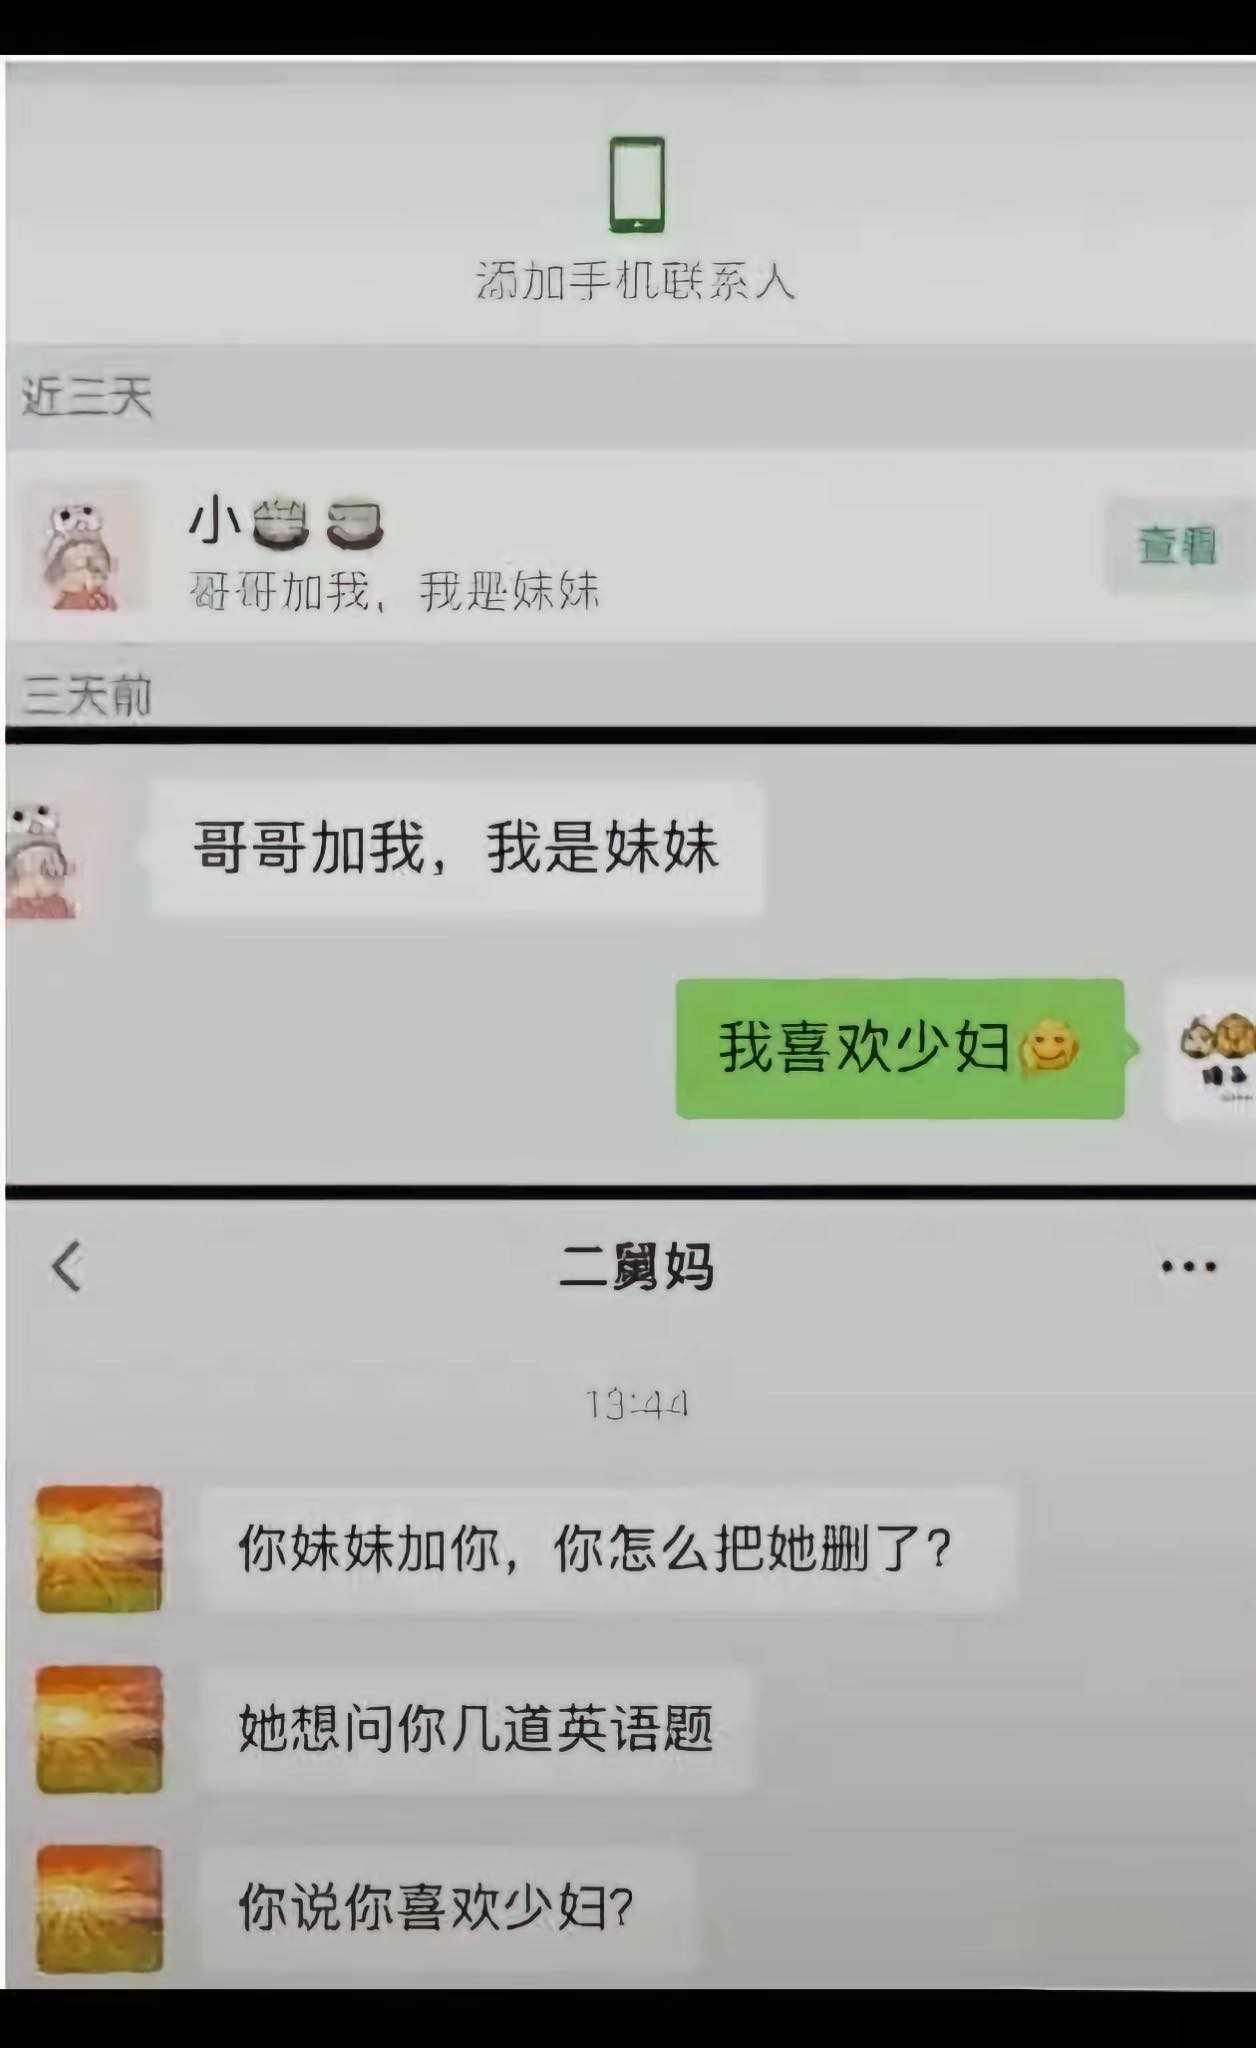 添加手机联系人
近三天
小
哥哥加我，我是妹妹
查看
三天前
哥哥加我，我是妹妹
我喜欢少妇
二舅妈
13:44
你妹妹加你，你怎么把她删了？
她想问你几道英语题
你说你喜欢少妇？